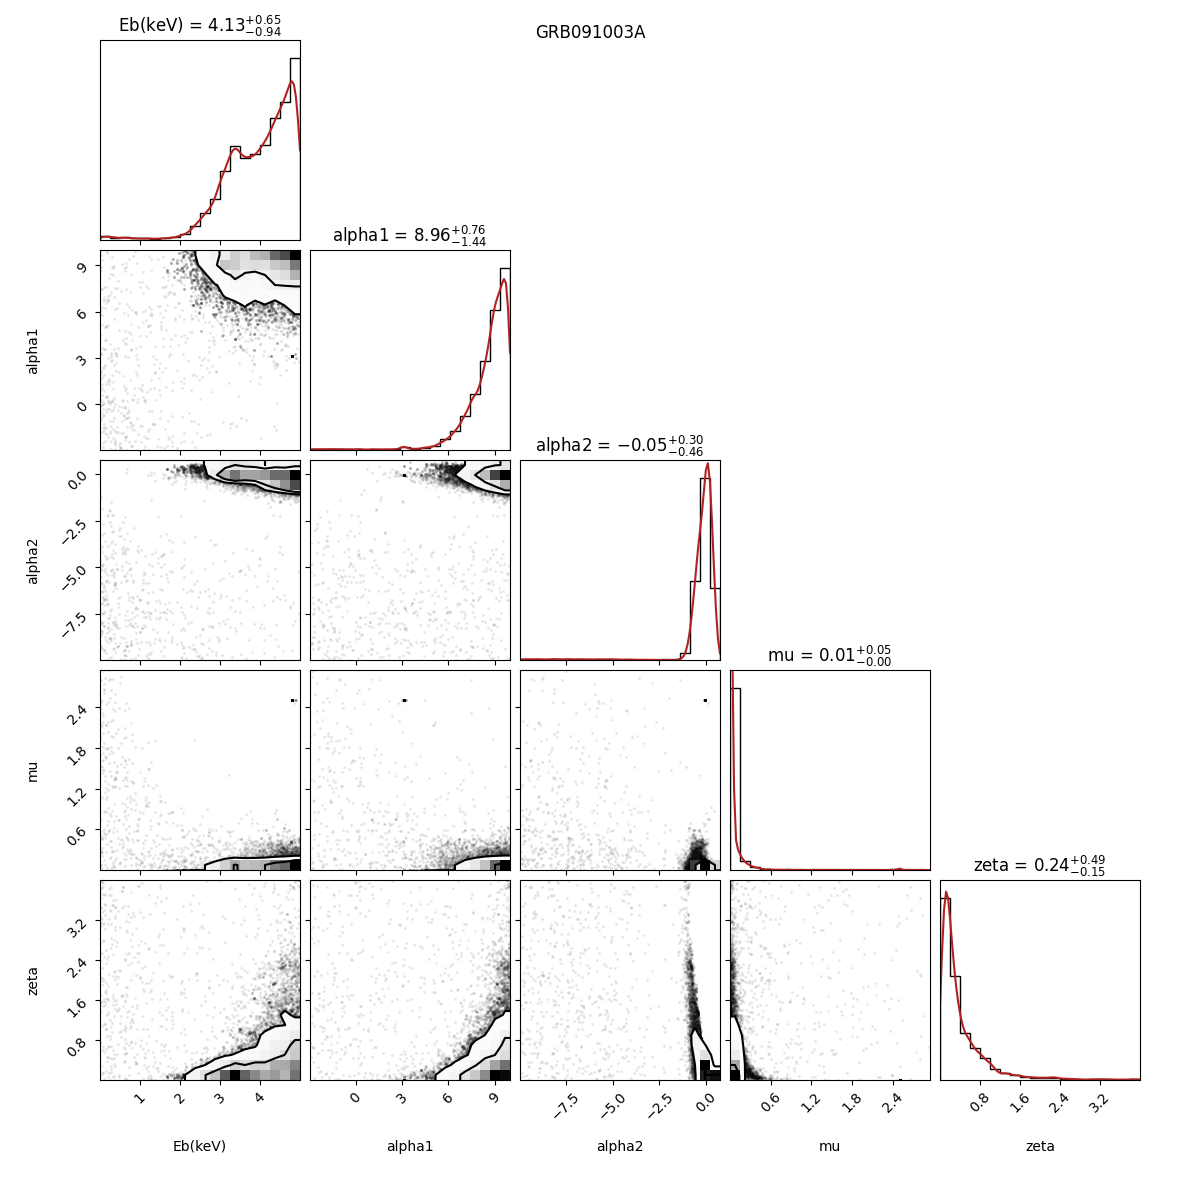 GRB091003A
Eb(keV) = 4.13+0.65 −0.94
alpha1 = 8.96+0.76 −1.44
alpha2 = −0.05+0.30 −0.46
mu = 0.01+0.05 −0.00
zeta = 0.24+0.49 −0.15
alpha1
9
6
3
0
alpha2
0.0
−2.5
−5.0
−7.5
mu
2.4
1.8
1.2
0.6
zeta
3.2
2.4
1.6
0.8
1 2 3 4
0 3 6 9
−7.5 −5.0 −2.5 0.0
0.6 1.2 1.8 2.4
0.8 1.6 2.4 3.2
Eb(keV) alpha1 alpha2 mu zeta